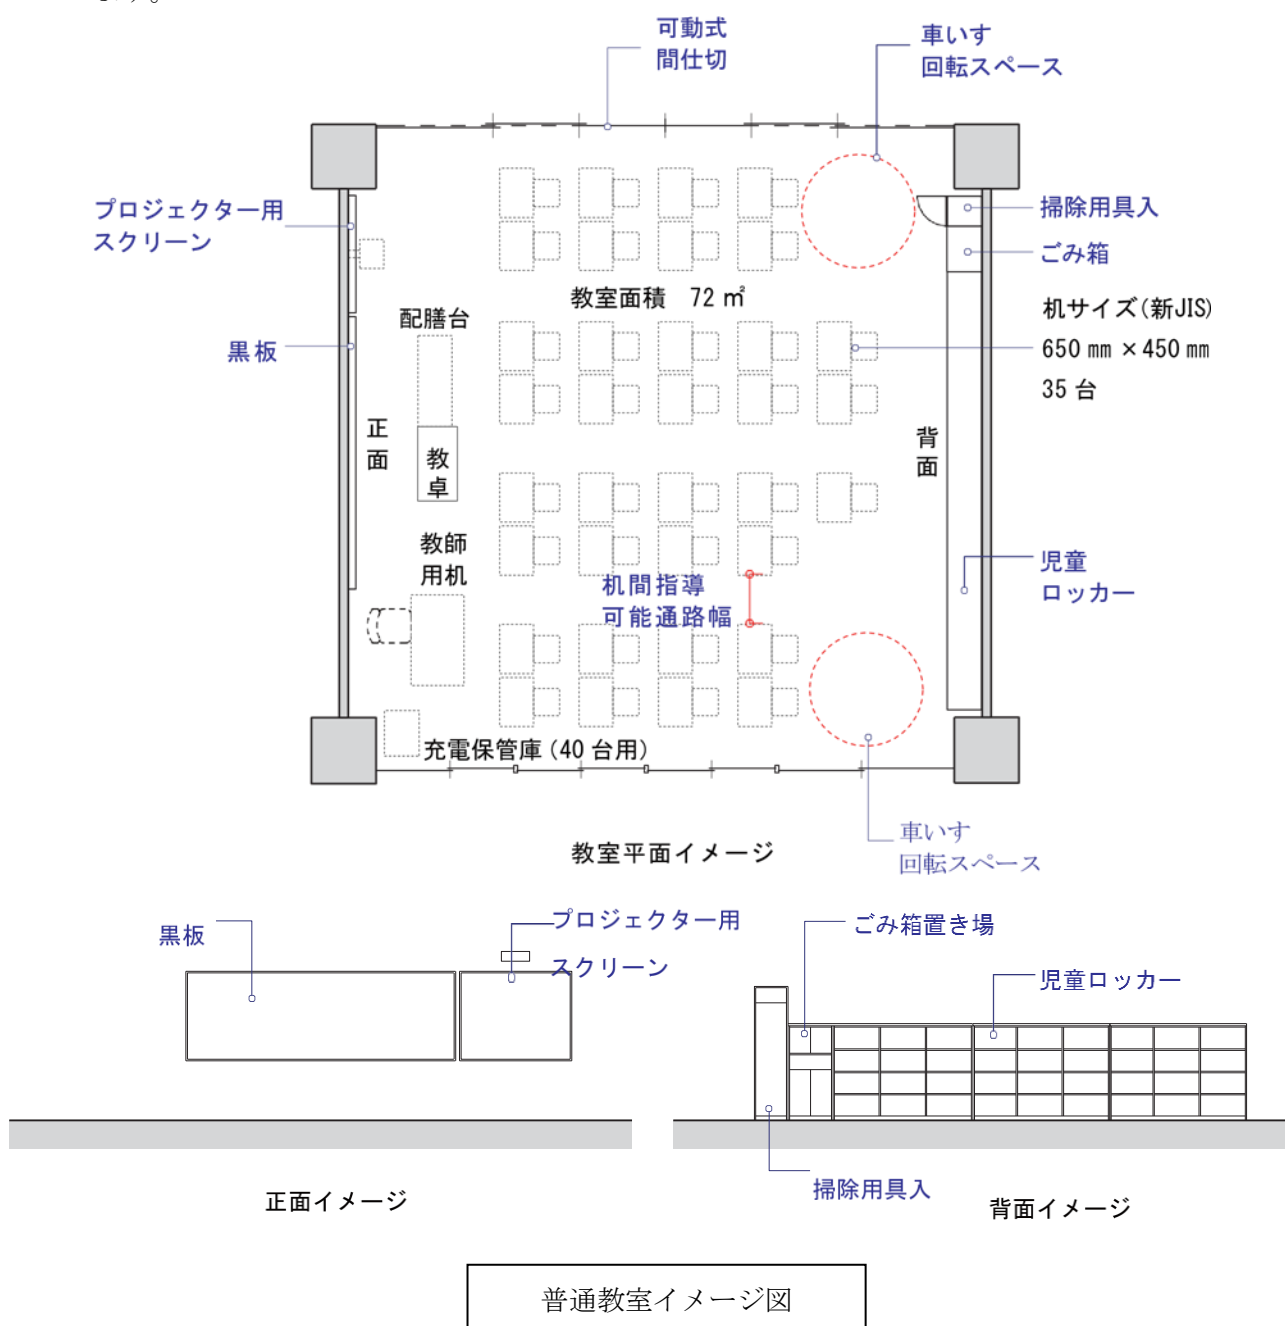 ます。
可動式
間仕切
車いす
回転スペース
プロジェクター用
スクリーン
掃除用具入
ごみ箱
教室面積　72 ㎡
机サイズ(新JIS)
650 ㎜ ×450 ㎜
35 台
配膳台
黒板
正面
教卓
背面
教師
用机
机間指導
可能通路幅
児童
ロッカー
充電保管庫(40 台用)
車いす
回転スペース
教室平面イメージ
黒板
プロジェクター用
スクリーン
ごみ箱置き場
児童ロッカー
掃除用具入
正面イメージ
背面イメージ
普通教室イメージ図